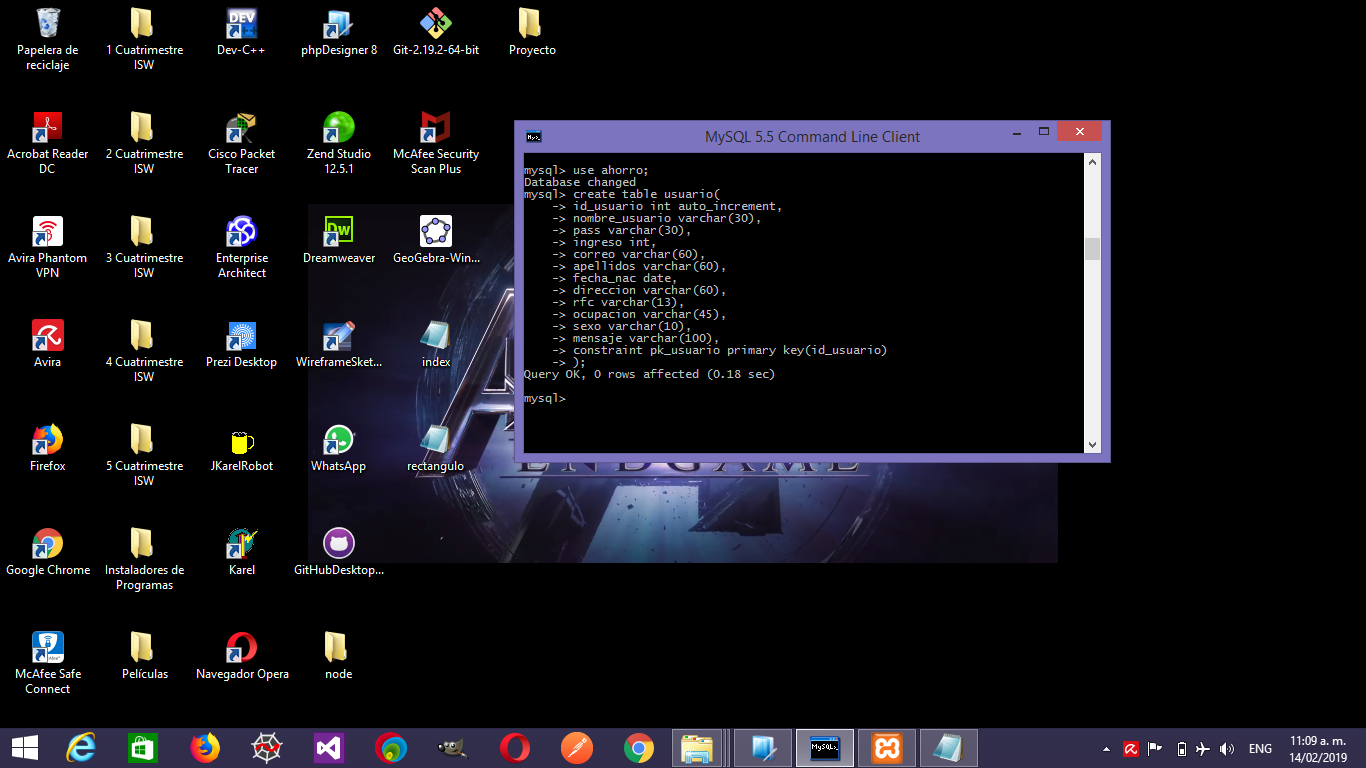 Papelera de
reciclaje
1 Cuatrimestre
ISW
DEV
Dev-C++
phpDesigner 8
Git-2.19.2-64-bit
Proyecto
Acrobat Reader
DC
2 Cuatrimestre
ISW
Cisco Packet
Tracer
Zend Studio
12.5.1
McAfee Security
Scan Plus
Avira Phantom
VPN
3 Cuatrimestre
ISW
Enterprise
Architect
Dw
Dreamweaver
GeoGebra-Win...
Avira
4 Cuatrimestre
ISW
Prezi Desktop
WireframeSket...
index
Firefox
5 Cuatrimestre
ISW
JKarelRobot
WhatsApp
rectangulo
Google Chrome
Instaladores de
Programas
Karel
GitHubDesktop...
McAfee Safe
Connect
Películas
Navegador Opera
node
MySQL 5.5 Command Line Client
mysql> use ahorro;
Database changed
mysql> create table usuario(
-> id_usuario int auto_increment,
-> nombre_usuario varchar(30),
-> pass varchar(30),
-> ingreso int,
-> correo varchar(60),
-> apellidos varchar(60),
-> fecha_nac date,
-> direccion varchar(60),
-> rfc varchar(13),
-> ocupacion varchar(45),
-> sexo varchar(10),
-> mensaje varchar(100),
-> constraint pk_usuario primary key(id_usuario)
-> );
Query OK, 0 rows affected (0.18 sec)
mysql>
ENDGAME
ENG
11:09 a. m.
14/02/2019